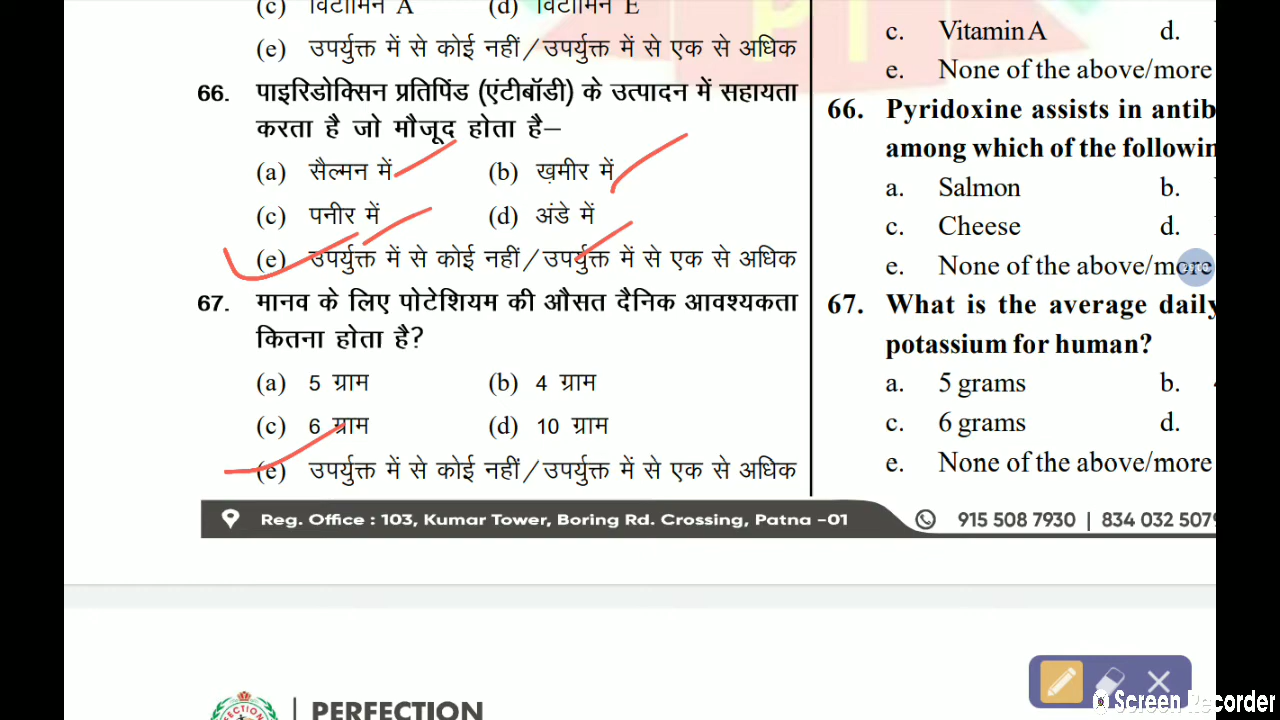 (c) विटामिन A (d) विटामिन E
(e) उपर्युक्त में से कोई नहीं/उपर्युक्त में से एक से अधिक
66. पाइरिडोक्सिन प्रतिपिंड (एंटीबॉडी) के उत्पादन में सहायता
करता है जो मौजूद होता है–
(a) सैल्मन में (b) ख़मीर में
(c) पनीर में (d) अंडे में
(e) उपर्युक्त में से कोई नहीं/उपर्युक्त में से एक से अधिक
67. मानव के लिए पोटेशियम की औसत दैनिक आवश्यकता
कितना होता है?
(a) 5 ग्राम (b) 4 ग्राम
(c) 6 ग्राम (d) 10 ग्राम
(e) उपर्युक्त में से कोई नहीं/उपर्युक्त में से एक से अधिक
c. Vitamin A d.
e. None of the above/more
66. Pyridoxine assists in antib
among which of the followin
a. Salmon b.
c. Cheese d.
e. None of the above/more
67. What is the average daily
potassium for human?
a. 5 grams b.
c. 6 grams d.
e. None of the above/more
Reg. Office : 103, Kumar Tower, Boring Rd. Crossing, Patna -01
915 508 7930 | 834 032 507
PERFECTION
Screen Recorder